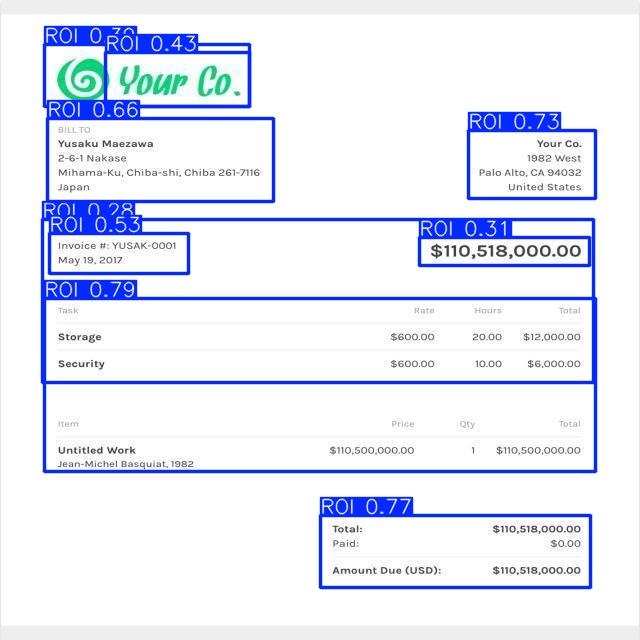 ROI 0.43
Your Co.
ROI 0.66
BILL TO
Yusaku Maezawa
2-6-1 Nakase
Mihama-Ku, Chiba-shi, Chiba 261-7116
Japan
ROI 0.73
Your Co.
1982 West
Palo Alto, CA 94032
United States
ROI 0.28
ROI 0.53
Invoice #: YUSAK-0001
May 19, 2017
ROI 0.31
$110,518,000.00
ROI 0.79
Task Rate Hours Total
Storage $600.00 20.00 $12,000.00
Security $600.00 10.00 $6,000.00
Item Price Qty Total
Untitled Work $110,500,000.00 1 $110,500,000.00
Jean-Michel Basquiat, 1982
ROI 0.77
Total: $110,518,000.00
Paid: $0.00
Amount Due (USD): $110,518,000.00